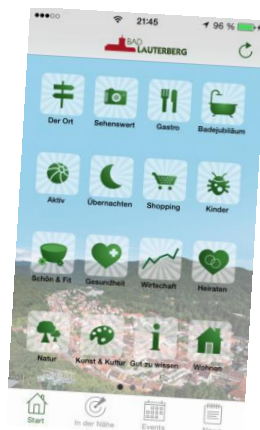 21:45
96 %
BAD
LAUTERBERG
Der Ort
Sehenswert
Gastro
Badejubiläum
Aktiv
Übernachten
Shopping
Kinder
Schön & Fit
Gesundheit
Wirtschaft
Heiraten
Natur
Kunst & Kultur
Gut zu wissen
Wohnen
Start
In der Nähe
Events